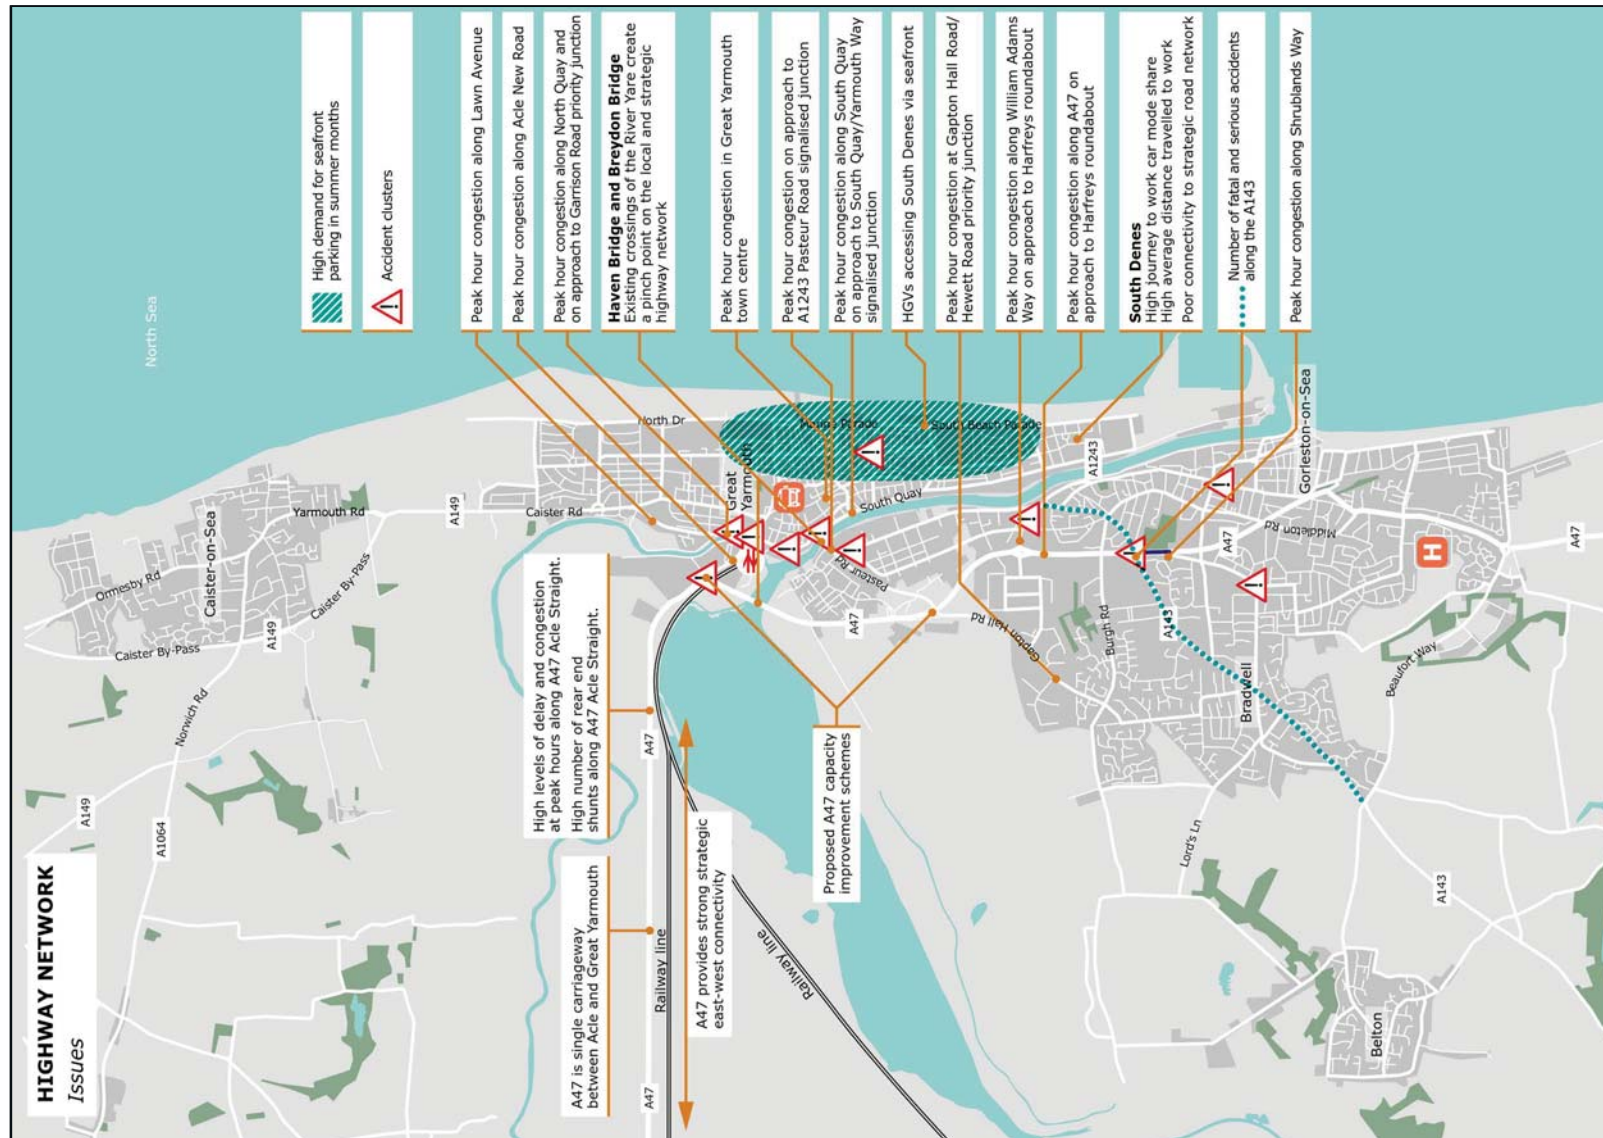 HIGHWAY NETWORK
Issues
High demand for seafront
parking in summer months
Accident clusters
Peak hour congestion along Lawn Avenue
Peak hour congestion along Acle New Road
Peak hour congestion along North Quay and
on approach to Garrison Road priority junction
Haven Bridge and Breydon Bridge
Existing crossings of the River Yare create
a pinch point on the local and strategic
highway network
Peak hour congestion in Great Yarmouth
town centre
Peak hour congestion on approach to
A1243 Pasteur Road signalised junction
Peak hour congestion along South Quay
on approach to South Quay/Yarmouth Way
signalised junction
HGVs accessing South Denes via seafront
Peak hour congestion at Gapton Hall Road/
Hewett Road priority junction
Peak hour congestion along William Adams
Way on approach to Harfreys roundabout
Peak hour congestion along A47 on
approach to Harfreys roundabout
South Denes
High journey to work car mode share
High average distance travelled to work
Poor connectivity to strategic road network
Number of fatal and serious accidents
along the A143
Peak hour congestion along Shrublands Way
High levels of delay and congestion
at peak hours along A47 Acle Straight.
High number of rear end
shunts along A47 Acle Straight.
A47 is single carriageway
between Acle and Great Yarmouth
A47 provides strong strategic
east-west connectivity
Proposed A47 capacity
improvement schemes
North Sea
Ormesby Rd
Caister-on-Sea
Yarmouth Rd
Caister By-Pass
Caister By-Pass
A149
A149
A149
Norwich Rd
A1064
Caister Rd
North Dr
Great
Yarmouth
Marine Parade
South Beach Parade
South Quay
Pasteur Rd
A47
A47
A47
Railway line
Railway line
Gapton Hall Rd
Burgh Rd
A143
A1243
A47
Middleton Rd
Gorleston-on-Sea
H
A47
Bradwell
Beaufort Way
Lord's Ln
A143
Belton